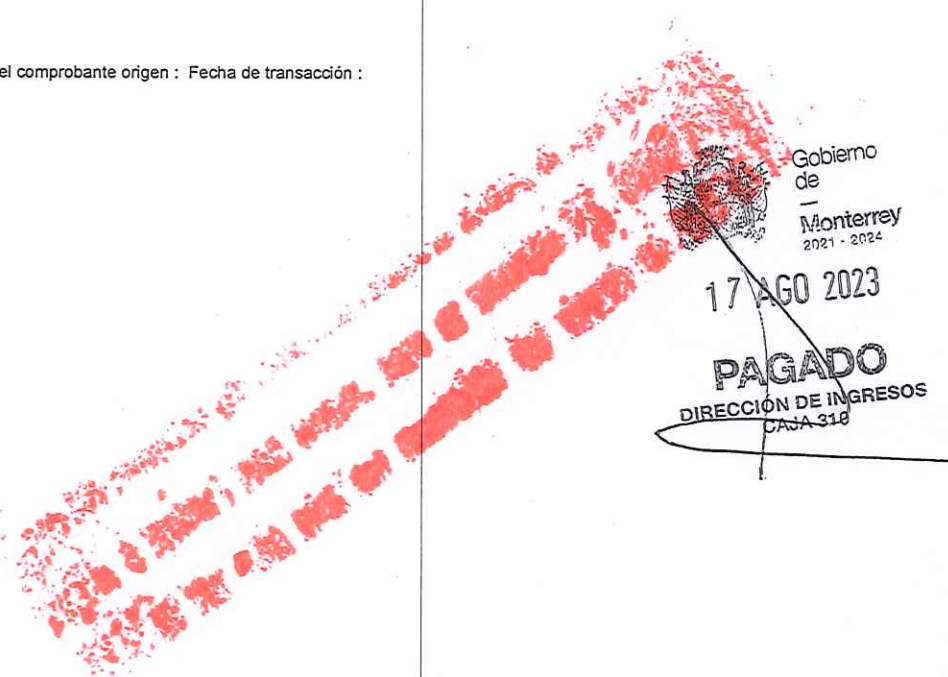 el comprobante origen : Fecha de transacción :
Gobierno
de
Monterrey
2021 - 2024
17 AGO 2023
PAGADO
DIRECCIÓN DE INGRESOS
CAJA 310